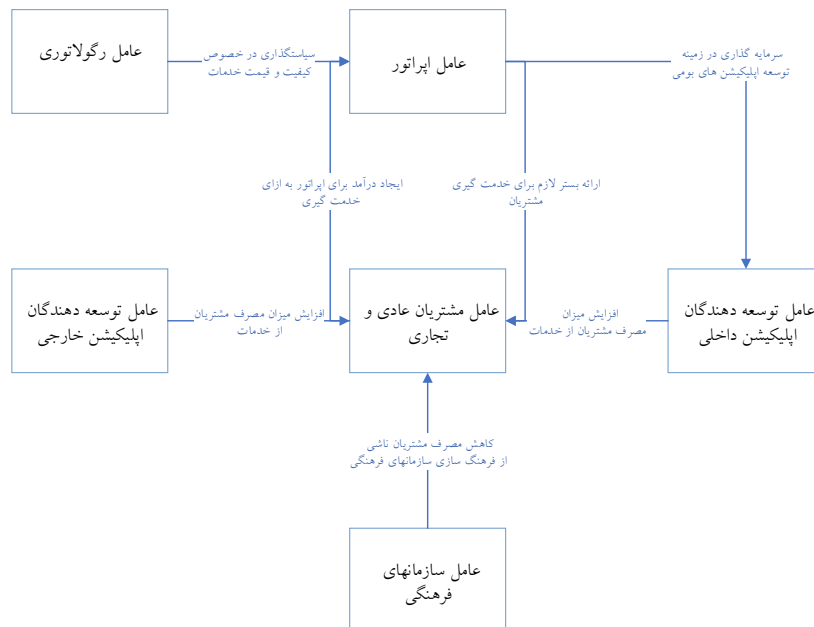 عامل رگولاتوری
سیاستگذاری در خصوص
کیفیت و قیمت خدمات
عامل اپراتور
سرمایه گذاری در زمینه
توسعه اپلیکیشن های بومی
ایجاد درآمد برای اپراتور به ازای
خدمت گیری
ارائه بستر لازم برای خدمت گیری
مشتریان
عامل توسعه دهندگان
اپلیکیشن خارجی
افزایش میزان مصرف مشتریان
از خدمات
عامل مشتریان عادی و
تجاری
افزایش میزان
مصرف مشتریان از خدمات
عامل توسعه دهندگان
اپلیکیشن داخلی
کاهش مصرف مشتریان ناشی
از فرهنگ سازی سازمانهای فرهنگی
عامل سازمانهای
فرهنگی